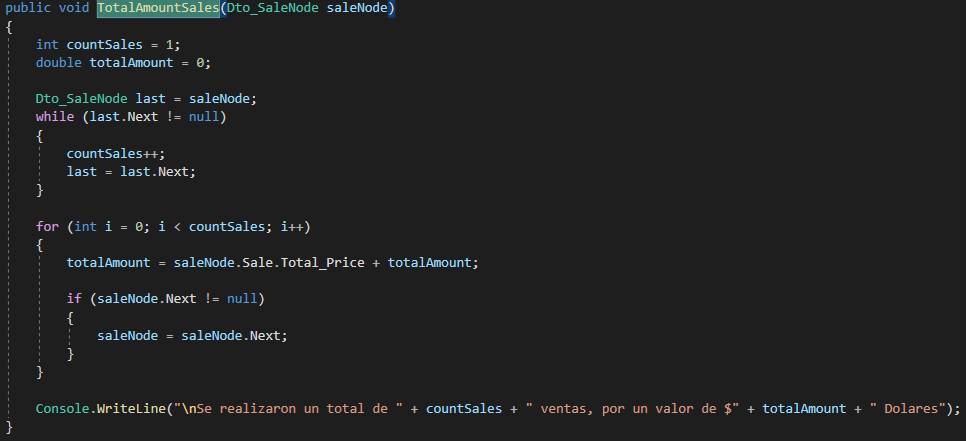 public void TotalAmountSales(Dto_SaleNode saleNode)
{
int countSales = 1;
double totalAmount = 0;
Dto_SaleNode last = saleNode;
while (last.Next != null)
{
countSales++;
last = last.Next;
}
for (int i = 0; i < countSales; i++)
{
totalAmount = saleNode.Sale.Total_Price + totalAmount;
if (saleNode.Next != null)
{
saleNode = saleNode.Next;
}
}
Console.WriteLine("\nSe realizaron un total de " + countSales + " ventas, por un valor de $" + totalAmount + " Dolares");
}